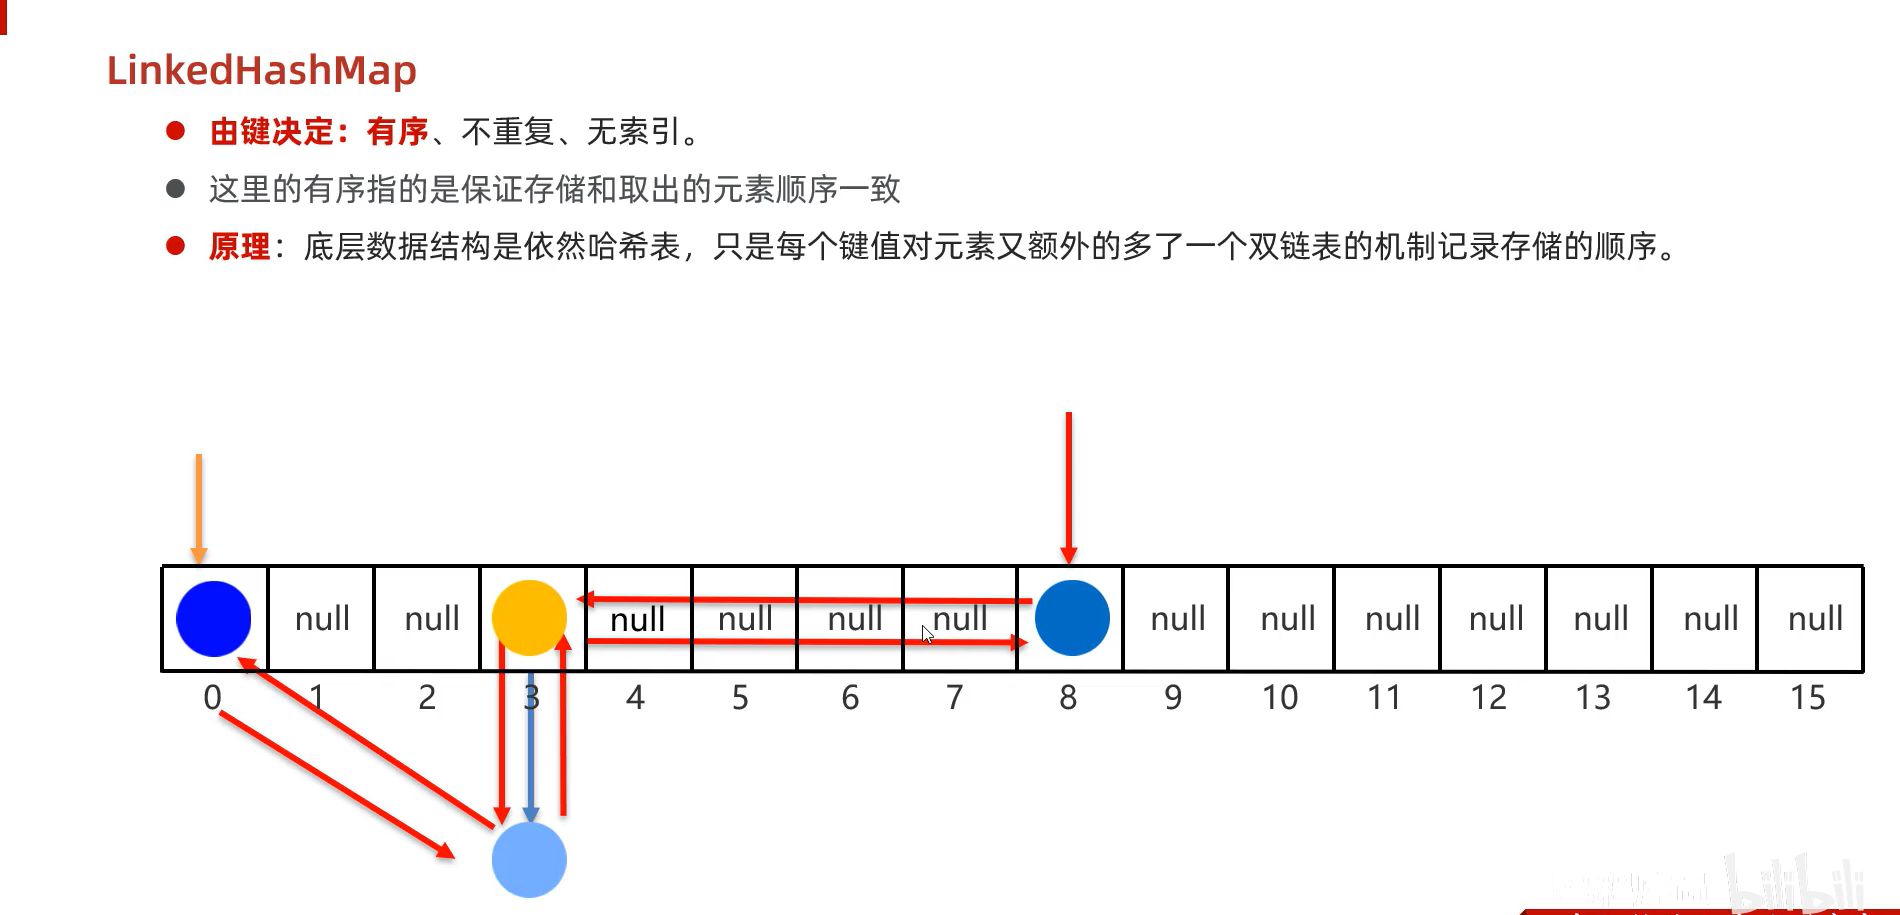 LinkedHashMap
由键决定：有序、不重复、无索引。
这里的有序指的是保证存储和取出的元素顺序一致
原理：底层数据结构是依然哈希表，只是每个键值对元素又额外的多了一个双链表的机制记录存储的顺序。
null null null null null null null null null null null null null
0 1 2 3 4 5 6 7 8 9 10 11 12 13 14 15
bilibili